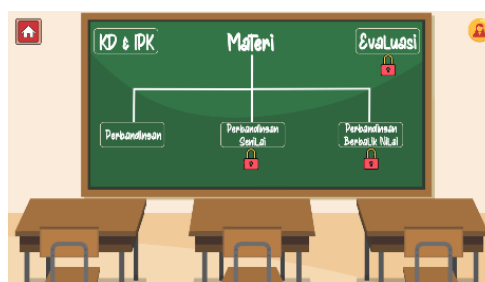 KD & IPK
Materi
Evaluasi
Perbandingan
Perbandingan
Senilai
Perbandingan
Berbalik Nilai